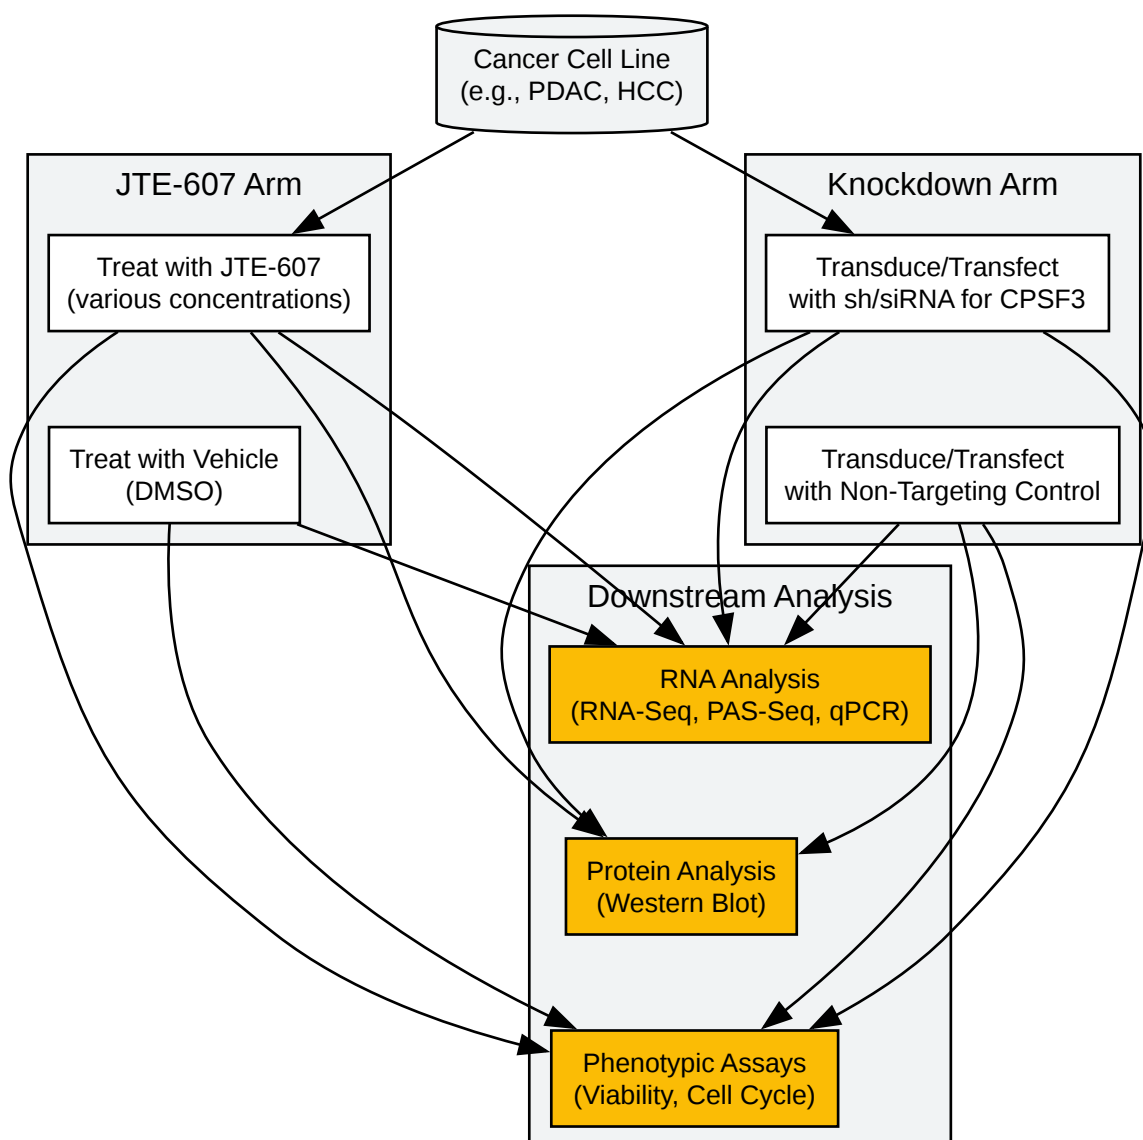 Cancer Cell Line
(e.g., PDAC, HCC)
JTE-607 Arm
Treat with JTE-607
(various concentrations)
Treat with Vehicle
(DMSO)
Knockdown Arm
Transduce/Transfect
with sh/siRNA for CPSF3
Transduce/Transfect
with Non-Targeting Control
Downstream Analysis
RNA Analysis
(RNA-Seq, PAS-Seq, qPCR)
Protein Analysis
(Western Blot)
Phenotypic Assays
(Viability, Cell Cycle)